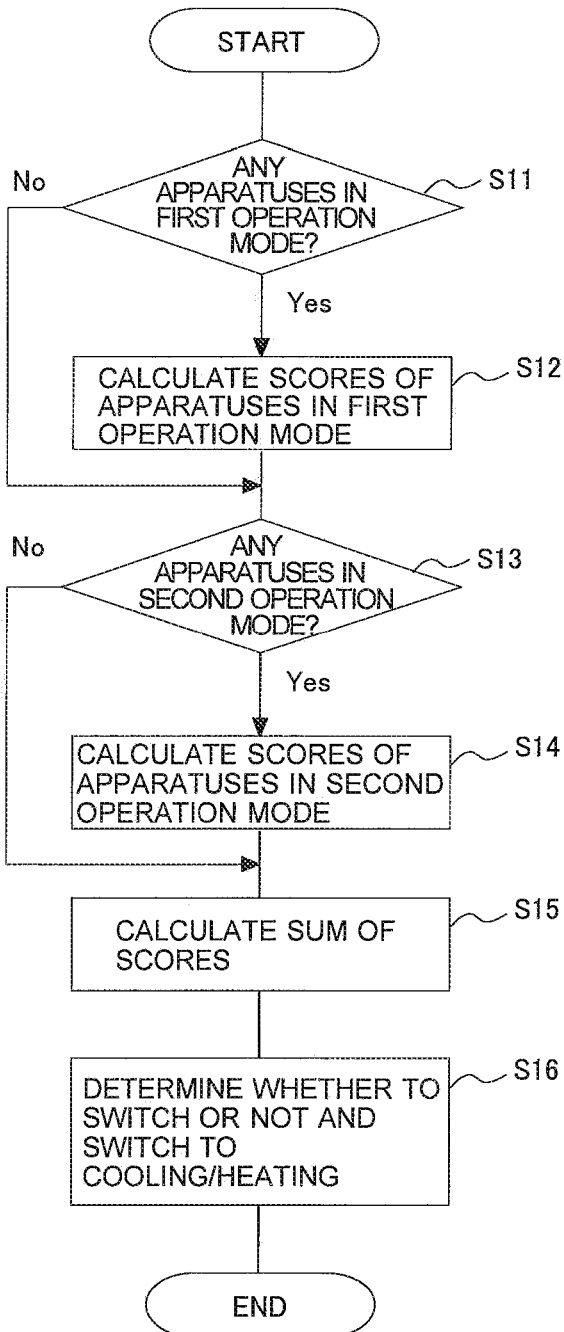 START
ANY
APPARATUSES IN
FIRST OPERATION
MODE?
S11
No
Yes
CALCULATE SCORES OF
APPARATUSES IN FIRST
OPERATION MODE
S12
ANY
APPARATUSES IN
SECOND OPERATION
MODE?
S13
No
Yes
CALCULATE SCORES OF
APPARATUSES IN SECOND
OPERATION MODE
S14
CALCULATE SUM OF
SCORES
S15
DETERMINE WHETHER TO
SWITCH OR NOT AND
SWITCH TO
COOLING/HEATING
S16
END